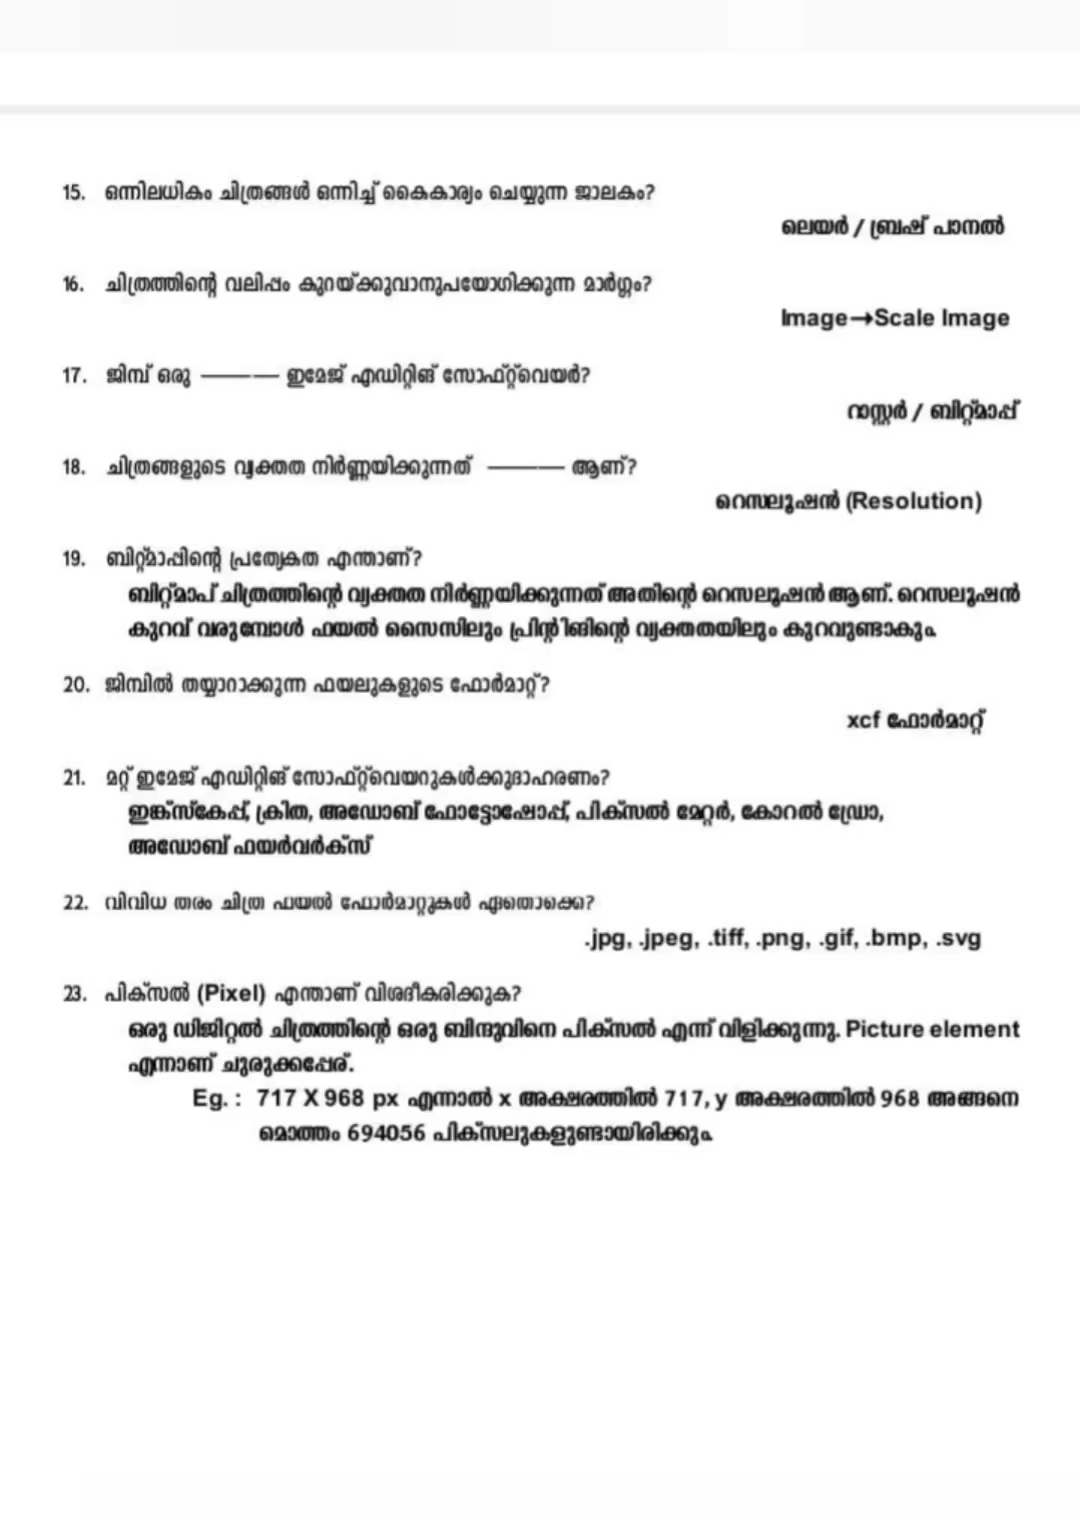 15. ഒന്നിലധികം ചിത്രങ്ങൾ ഒന്നിച്ച് കൈകാര്യം ചെയ്യുന്ന ജാലകം?
ലെയർ / ബ്രഷ് പാനൽ
16. ചിത്രത്തിന്റെ വലിപ്പം കുറയ്ക്കുവാനുപയോഗിക്കുന്ന മാർഗ്ഗം?
Image→Scale Image
17. ജിമ്പ് ഒരു ——— ഇമേജ് എഡിറ്റിങ് സോഫ്റ്റ്‌വെയർ?
റാസ്റ്റർ / ബിറ്റ്മാപ്പ്
18. ചിത്രങ്ങളുടെ വ്യക്തത നിർണ്ണയിക്കുന്നത് ——— ആണ്?
റെസല്യൂഷൻ (Resolution)
19. ബിറ്റ്മാപ്പിന്റെ പ്രത്യേകത എന്താണ്?
ബിറ്റ്മാപ് ചിത്രത്തിന്റെ വ്യക്തത നിർണ്ണയിക്കുന്നത് അതിന്റെ റെസല്യൂഷൻ ആണ്. റെസല്യൂഷൻ
കുറവ് വരുമ്പോൾ ഫയൽ സൈസിലും പ്രിന്റിങിന്റെ വ്യക്തതയിലും കുറവുണ്ടാകും.
20. ജിമ്പിൽ തയ്യാറാക്കുന്ന ഫയലുകളുടെ ഫോർമാറ്റ്?
xcf ഫോർമാറ്റ്
21. മറ്റ് ഇമേജ് എഡിറ്റിങ് സോഫ്റ്റ്‌വെയറുകൾക്കുദാഹരണം?
ഇങ്ക്സ്കേപ്പ്, ക്രിത, അഡോബ് ഫോട്ടോഷോപ്പ്, പിക്സൽ മേറ്റർ, കോറൽ ഡ്രോ,
അഡോബ് ഫയർവർക്സ്
22. വിവിധ തരം ചിത്ര ഫയൽ ഫോർമാറ്റുകൾ ഏതൊക്കെ?
.jpg, .jpeg, .tiff, .png, .gif, .bmp, .svg
23. പിക്സൽ (Pixel) എന്താണ് വിശദീകരിക്കുക?
ഒരു ഡിജിറ്റൽ ചിത്രത്തിന്റെ ഒരു ബിന്ദുവിനെ പിക്സൽ എന്ന് വിളിക്കുന്നു. Picture element
എന്നാണ് ചുരുക്കപ്പേര്.
Eg. : 717 X 968 px എന്നാൽ x അക്ഷരത്തിൽ 717, y അക്ഷരത്തിൽ 968 അങ്ങനെ
മൊത്തം 694056 പിക്സലുകളുണ്ടായിരിക്കും.